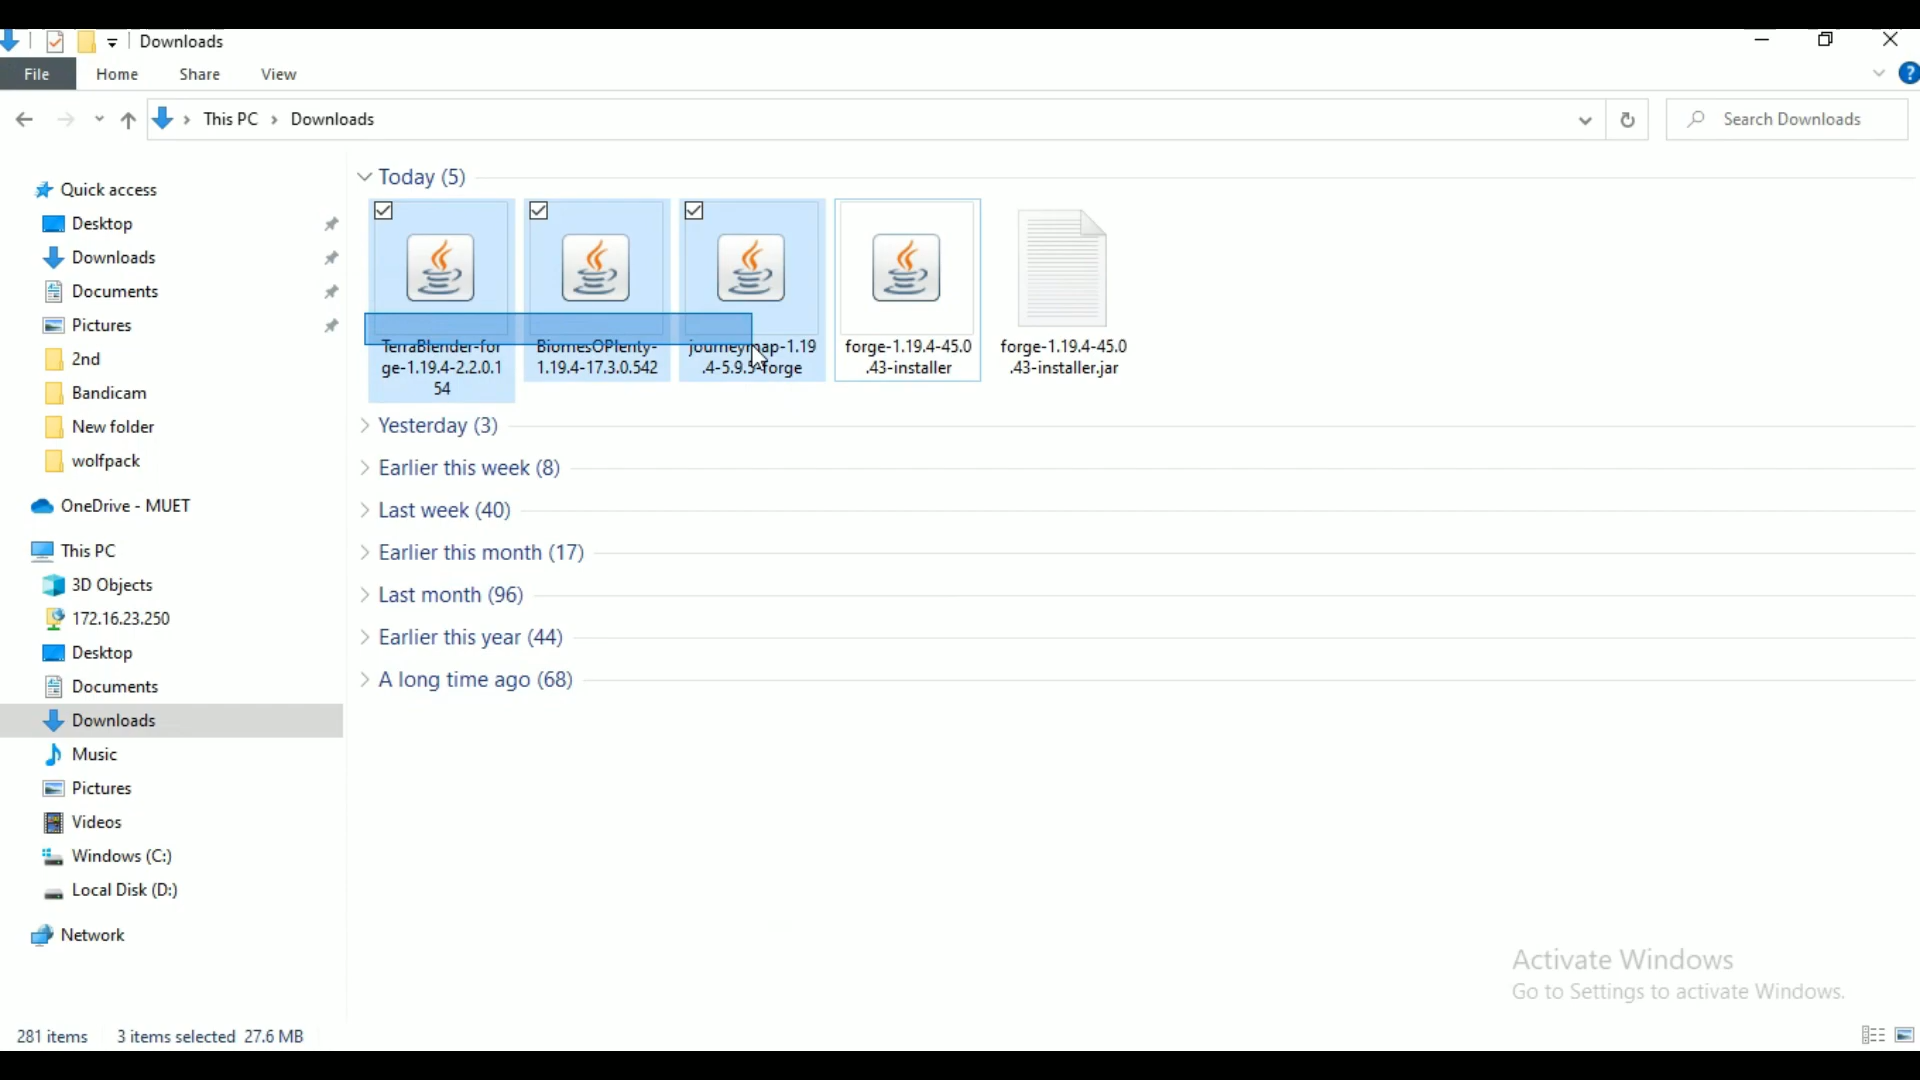 Downloads
File Home Share View
This PC > Downloads
Search Downloads
Quick access
Desktop
Downloads
Documents
Pictures
2nd
Bandicam
New folder
wolfpack
OneDrive - MUET
This PC
3D Objects
172.16.23.250
Desktop
Documents
Downloads
Music
Pictures
Videos
Windows (C:)
Local Disk (D:)
Network
Today (5)
TerraBlender-for
ge-1.19.4-2.2.0.1
54
BiomesOPlenty-
1.19.4-17.3.0.542
journeymap-1.19
.4-5.9.5-forge
forge-1.19.4-45.0
.43-installer
forge-1.19.4-45.0
.43-installer.jar
Yesterday (3)
Earlier this week (8)
Last week (40)
Earlier this month (17)
Last month (96)
Earlier this year (44)
A long time ago (68)
Activate Windows
Go to Settings to activate Windows.
281 items 3 items selected 27.6 MB